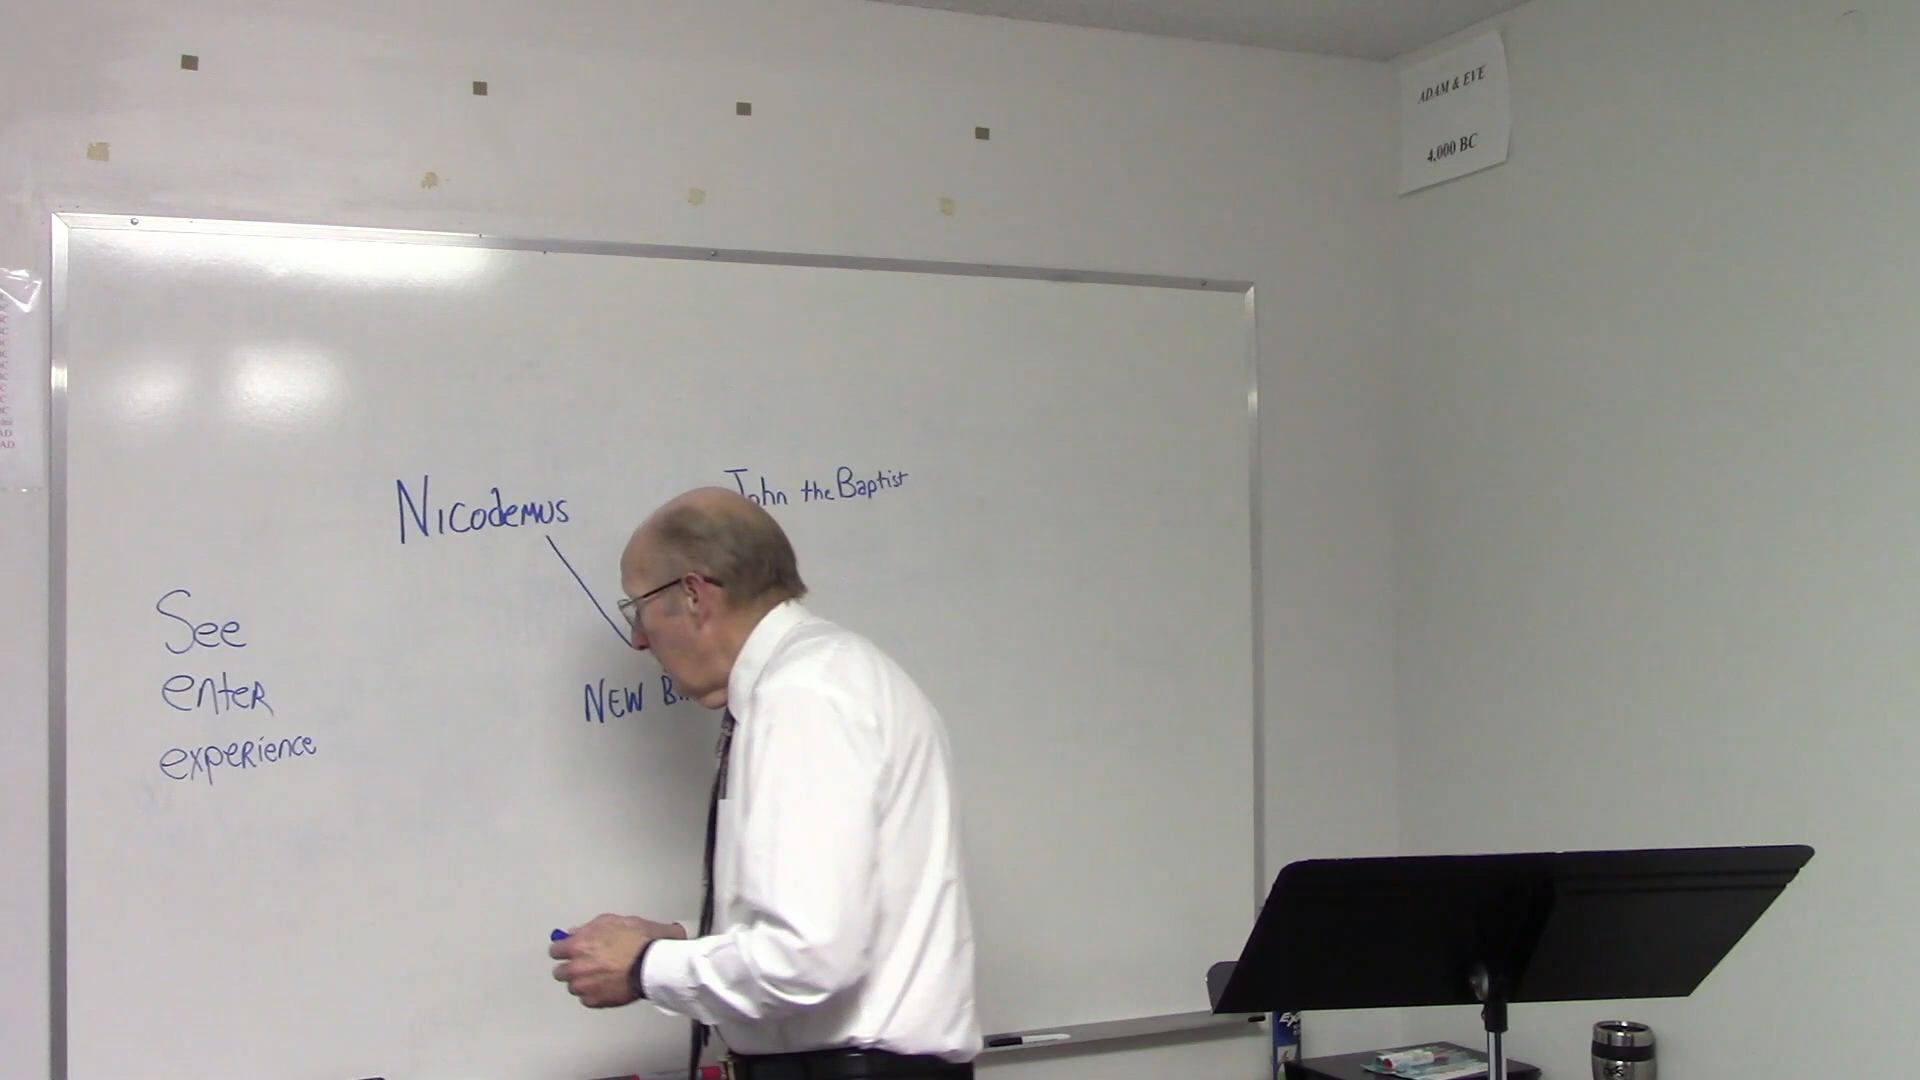 ADAM & EVE
4,000 BC
John the Baptist
Nicodemus
See
enter
experience
NEW